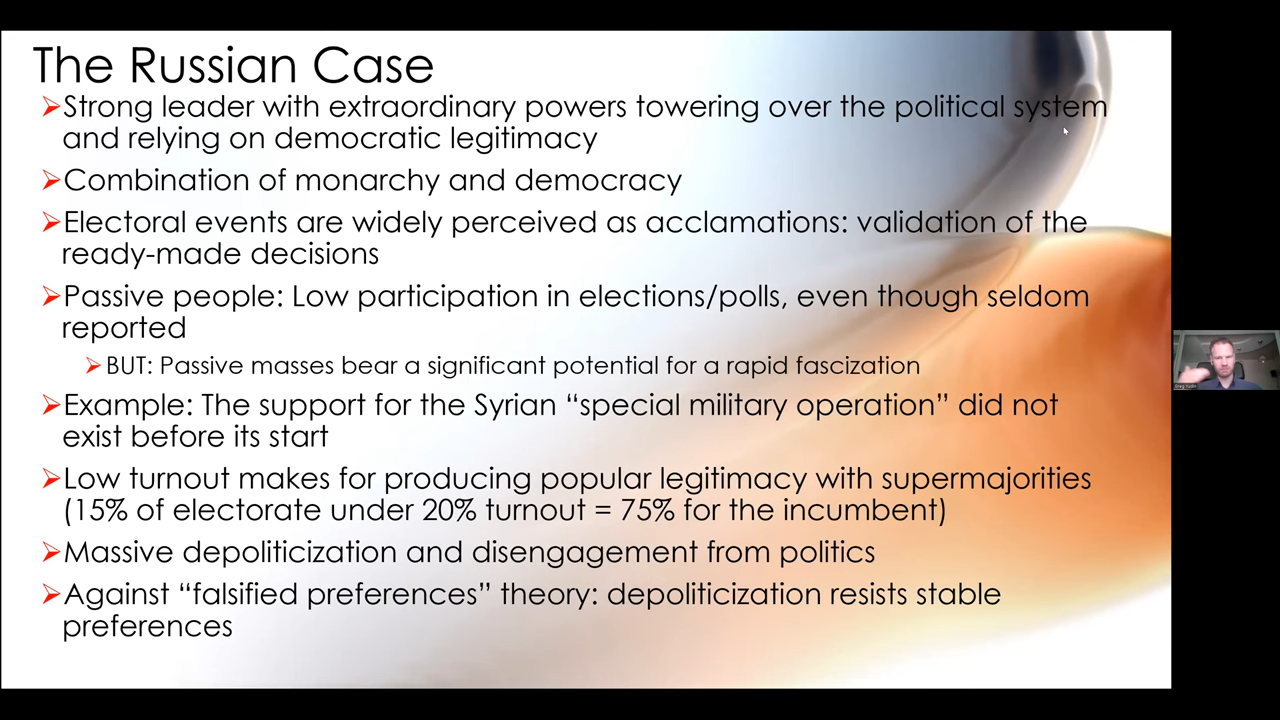 The Russian Case
Strong leader with extraordinary powers towering over the political system
and relying on democratic legitimacy
Combination of monarchy and democracy
Electoral events are widely perceived as acclamations: validation of the
ready-made decisions
Passive people: Low participation in elections/polls, even though seldom
reported
BUT: Passive masses bear a significant potential for a rapid fascization
Example: The support for the Syrian “special military operation” did not
exist before its start
Low turnout makes for producing popular legitimacy with supermajorities
(15% of electorate under 20% turnout = 75% for the incumbent)
Massive depoliticization and disengagement from politics
Against “falsified preferences” theory: depoliticization resists stable
preferences